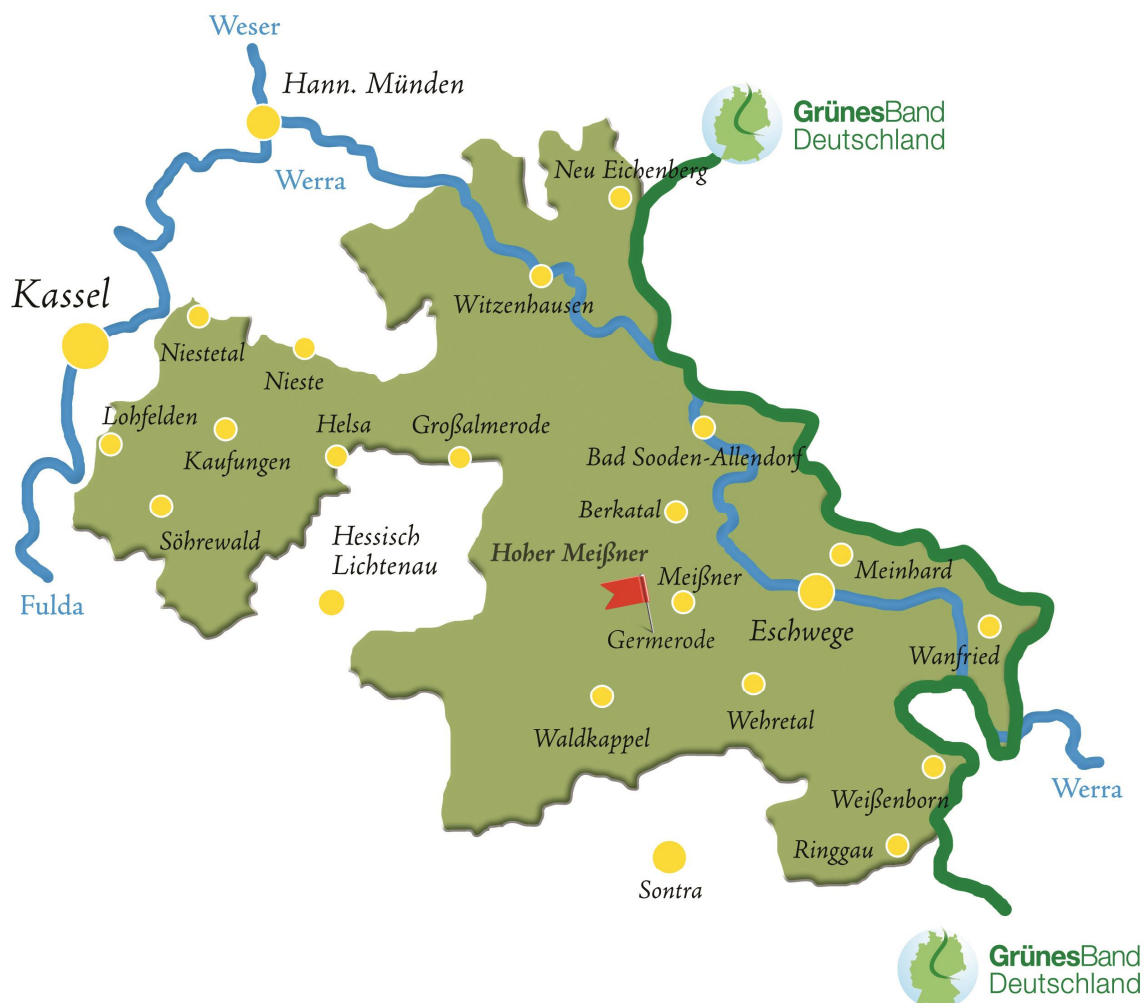 Weser
Hann. Münden
GrünesBand
Deutschland
Werra
Neu Eichenberg
Kassel
Witzenhausen
Niestetal
Nieste
Lohfelden
Helsa
Großalmerode
Kaufungen
Bad Sooden-Allendorf
Berkatal
Söhrewald
Hessisch
Lichtenau
Hoher Meißner
Meißner
Meinhard
Fulda
Germerode
Eschwege
Wanfried
Waldkappel
Wehretal
Werra
Weißenborn
Ringgau
Sontra
GrünesBand
Deutschland